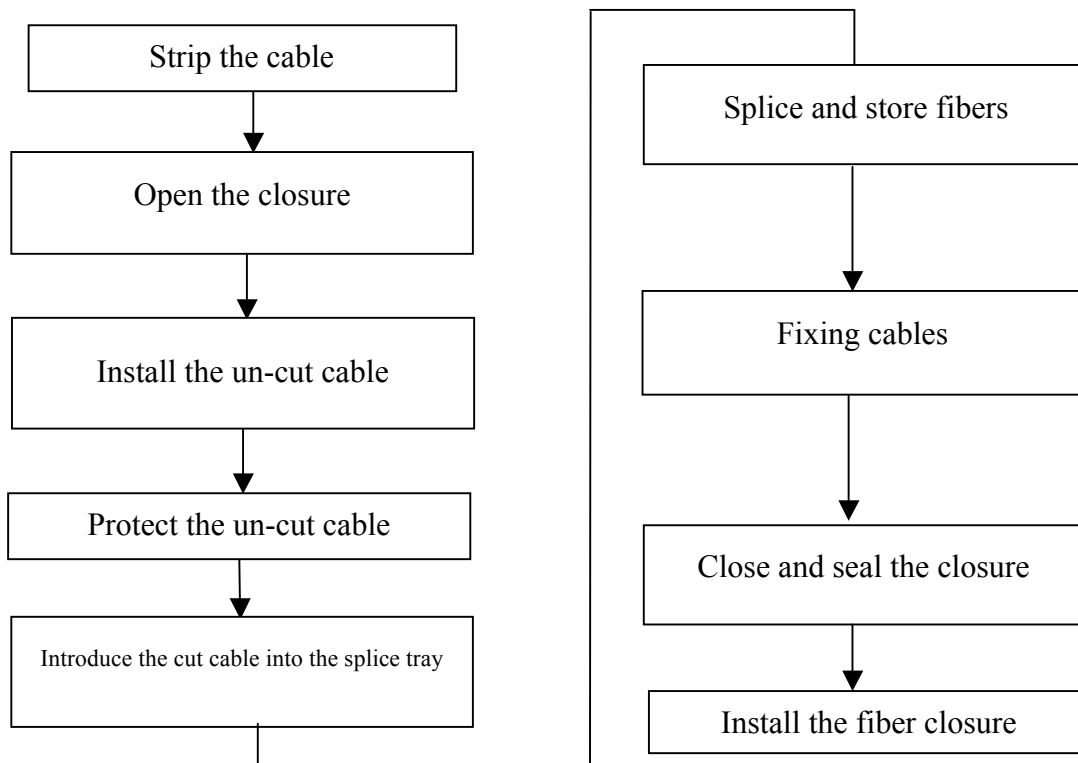 Strip the cable
Open the closure
Install the un-cut cable
Protect the un-cut cable
Introduce the cut cable into the splice tray
Splice and store fibers
Fixing cables
Close and seal the closure
Install the fiber closure